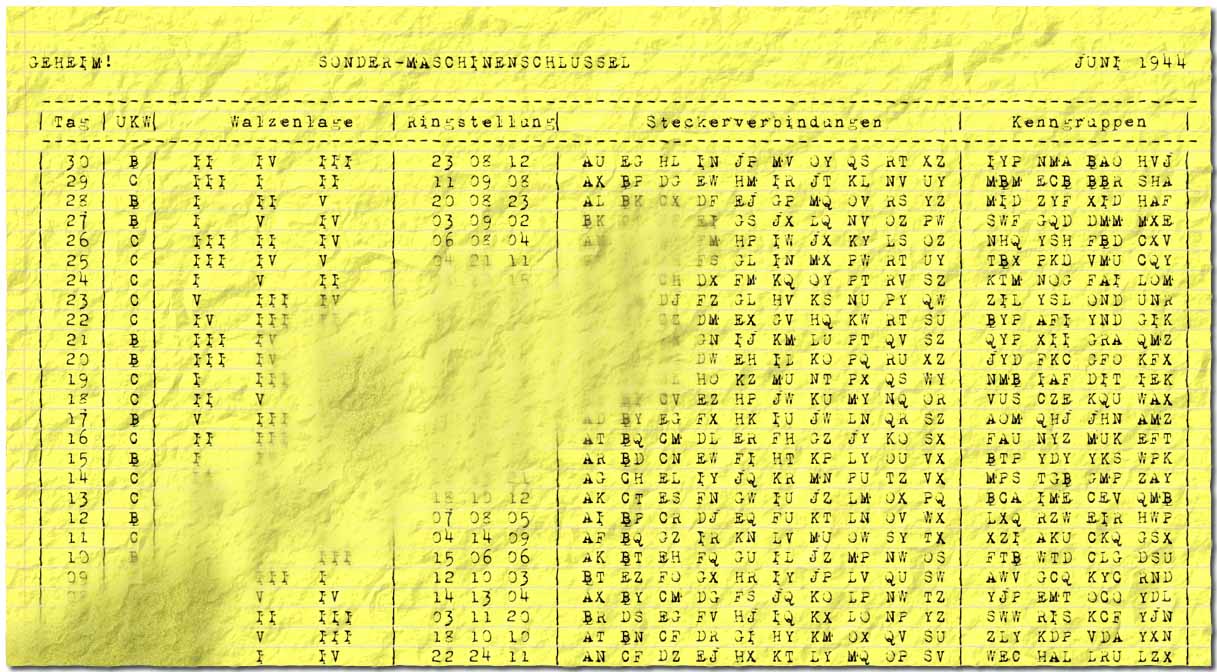 GEHEIM! SONDER-MASCHINENSCHLUSSEL JUNI 1944
Tag UKW Walzenlage Ringstellung Steckerverbindungen Kenngruppen
30 B II IV III 23 08 12 AU EG HL IN JP MV OY QS RT XZ IYP NMA BAO HVJ
29 C III I II 11 09 08 AK BP DG EW HM IR JT KL NV UY MBM ECB BBR SHA
28 B I II V 20 08 23 AL BK CX DF EJ GP MQ OV RS YZ MID ZYF XID HAF
27 B I V IV 03 09 02 BK EI GS JX LQ NV OZ PW SWF GQD DMM MXE
26 C III II IV 06 08 04 FM HP IW JX KY LS OZ NHQ YSH FBD CXV
25 C III IV V 04 21 11 FS GL IN MX PW RT UY TBX PKD VMU CQY
24 C I V II CH DX FM KQ OY PT RV SZ KTM NOG FAI LOM
23 C V III IV DJ FZ GL HV KS NU PY QW ZIL YSL OND UNR
22 C IV III DM EX GV HQ KW RT SU BYP AFI YND GIK
21 B III IV GN IJ KM LU PT QV SZ QYP XII GRA QMZ
20 B III IV DW EH IL KO PQ RU XZ JYD FKC GFO KFX
19 C I III HO KZ MU NT PX QS WY NMB IAF DIT IEK
18 C II V CV EZ HP JW KU MY NQ OR VUS CZE KQU WAX
17 B V III AD BY EG FX HK IU JW LN QR SZ AOM QHJ JHN AMZ
16 C II III AT BQ CM DL ER FH GZ JY KO SX FAU NYZ MUK EFT
15 B I AR BD CN EW FI HT KP LY OU VX BTP YDY YKS WPK
14 C AG CH EL IY JQ KR MN PU TZ VX MPS TGB GMP ZAY
13 C 18 10 12 AK CT ES FN GW IU JZ LM OX PQ BCA IME CEV QMB
12 B 07 08 05 AI BP CR DJ EQ FU KT LN OV WX LXQ RZW EIR HWP
11 C 04 14 09 AF BQ GZ IR KN LV MU OW SY TX XZI AKU CKQ GSX
10 B III 15 06 06 AK BT EH FQ GU IL JZ MP NW OS FTB WTD CLG DSU
09 III I 12 10 03 BT EZ FO GX HR IY JP LV QU SW AWV GCQ KYC RND
V IV 14 13 04 AX BY CM DG FS JQ KO LP NW TZ YJP EMT OCO YDL
II III 03 11 20 BR DS EG FV HJ IQ KX LO NP YZ SWW RIS KCF YJN
V III 18 10 10 AT BN CF DR GI HY KM OX QV SU ZLY KDP VDA YXN
I IV 22 24 11 AN CF DZ EJ HX KT LY MQ OP SV WEC HAL LRU LZX